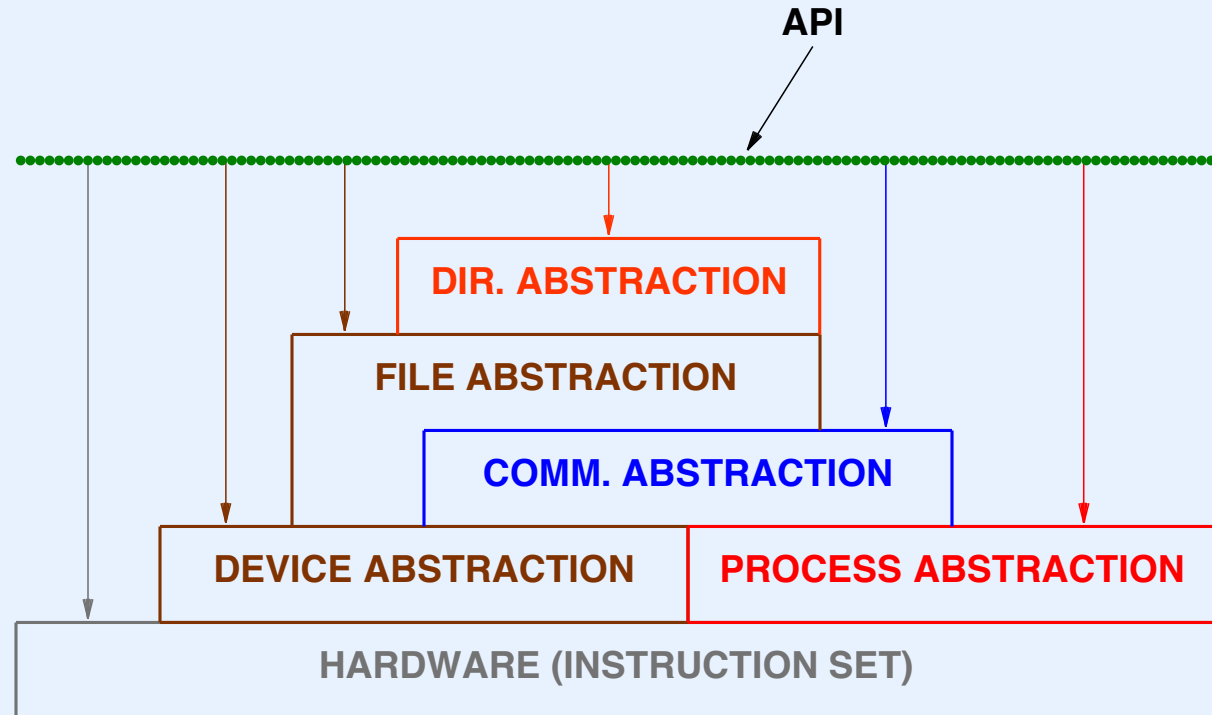 API
DIR. ABSTRACTION
FILE ABSTRACTION
COMM. ABSTRACTION
DEVICE ABSTRACTION
PROCESS ABSTRACTION
HARDWARE (INSTRUCTION SET)